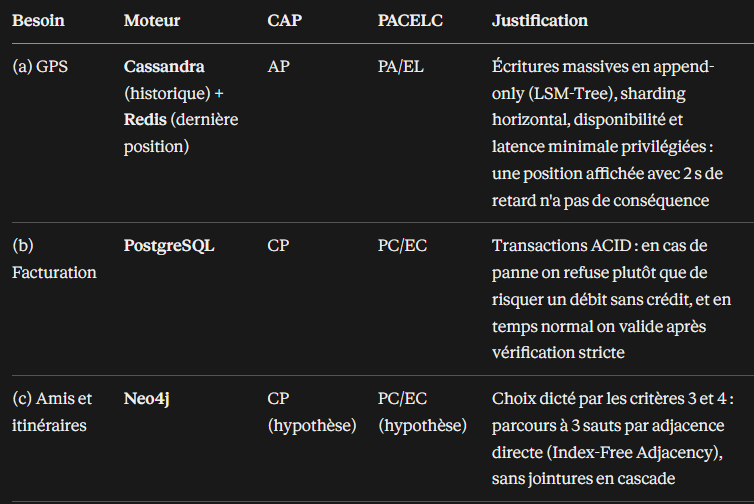 Besoin Moteur CAP PACELC Justification
(a) GPS Cassandra AP PA/EL Écritures massives en append-
(historique) + only (LSM-Tree), sharding
Redis (dernière horizontal, disponibilité et
position) latence minimale privilégiées :
une position affichée avec 2 s de
retard n'a pas de conséquence
(b) PostgreSQL CP PC/EC Transactions ACID : en cas de
Facturation panne on refuse plutôt que de
risquer un débit sans crédit, et en
temps normal on valide après
vérification stricte
(c) Amis et Neo4j CP PC/EC Choix dicté par les critères 3 et 4 :
itinéraires (hypothèse) (hypothèse) parcours à 3 sauts par adjacence
directe (Index-Free Adjacency),
sans jointures en cascade